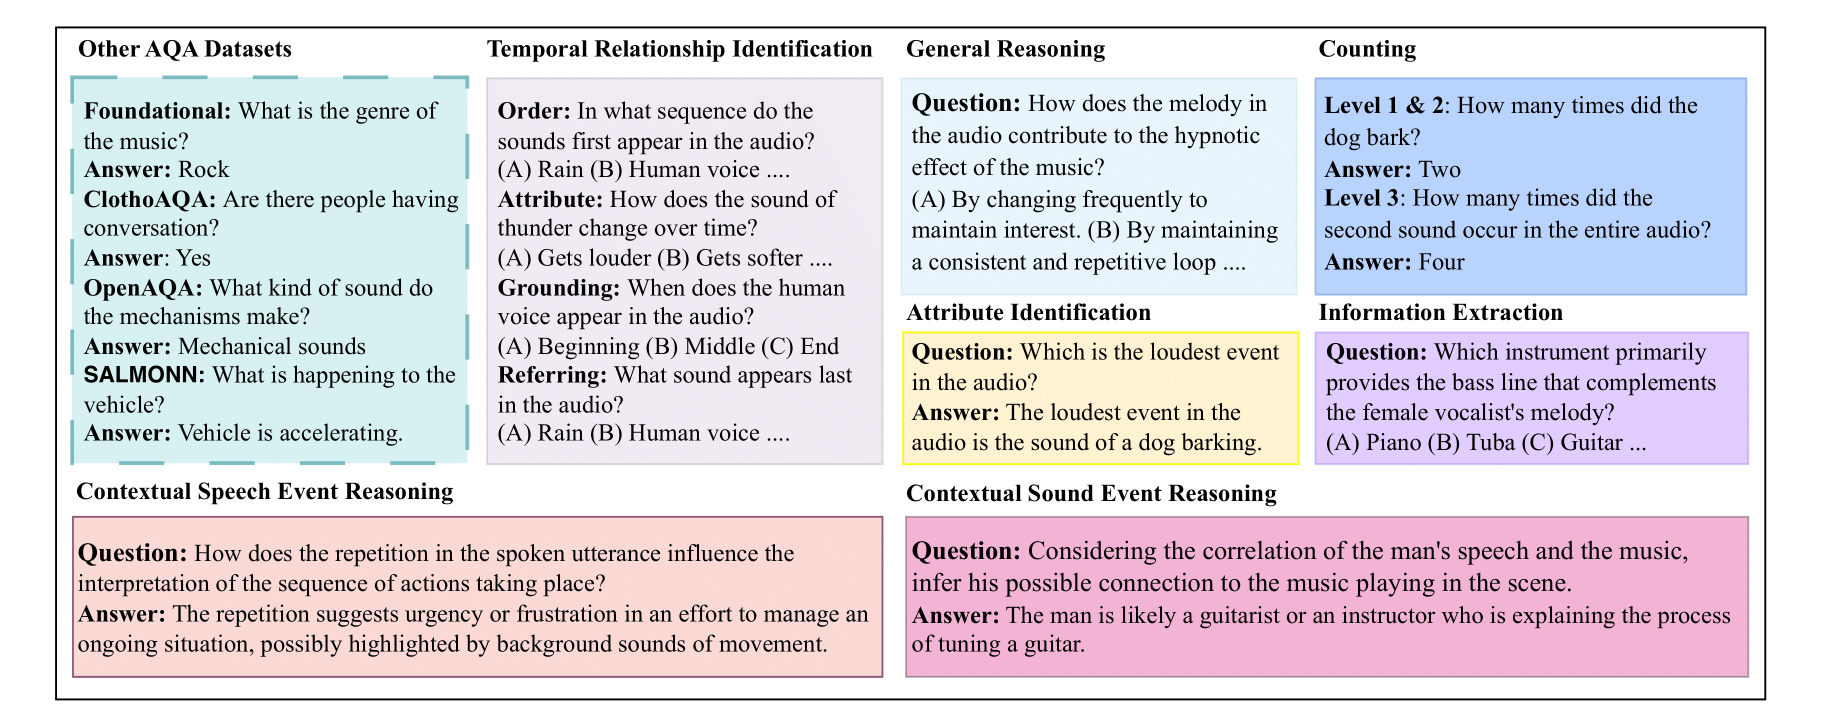 Other AQA Datasets
Foundational: What is the genre of
the music?
Answer: Rock
ClothoAQA: Are there people having
conversation?
Answer: Yes
OpenAQA: What kind of sound do
the mechanisms make?
Answer: Mechanical sounds
SALMONN: What is happening to the
vehicle?
Answer: Vehicle is accelerating.
Temporal Relationship Identification
Order: In what sequence do the
sounds first appear in the audio?
(A) Rain (B) Human voice ....
Attribute: How does the sound of
thunder change over time?
(A) Gets louder (B) Gets softer ....
Grounding: When does the human
voice appear in the audio?
(A) Beginning (B) Middle (C) End
Referring: What sound appears last
in the audio?
(A) Rain (B) Human voice ....
General Reasoning
Question: How does the melody in
the audio contribute to the hypnotic
effect of the music?
(A) By changing frequently to
maintain interest. (B) By maintaining
a consistent and repetitive loop ....
Counting
Level 1 & 2: How many times did the
dog bark?
Answer: Two
Level 3: How many times did the
second sound occur in the entire audio?
Answer: Four
Attribute Identification
Question: Which is the loudest event
in the audio?
Answer: The loudest event in the
audio is the sound of a dog barking.
Information Extraction
Question: Which instrument primarily
provides the bass line that complements
the female vocalist's melody?
(A) Piano (B) Tuba (C) Guitar ...
Contextual Speech Event Reasoning
Question: How does the repetition in the spoken utterance influence the
interpretation of the sequence of actions taking place?
Answer: The repetition suggests urgency or frustration in an effort to manage an
ongoing situation, possibly highlighted by background sounds of movement.
Contextual Sound Event Reasoning
Question: Considering the correlation of the man's speech and the music,
infer his possible connection to the music playing in the scene.
Answer: The man is likely a guitarist or an instructor who is explaining the process
of tuning a guitar.